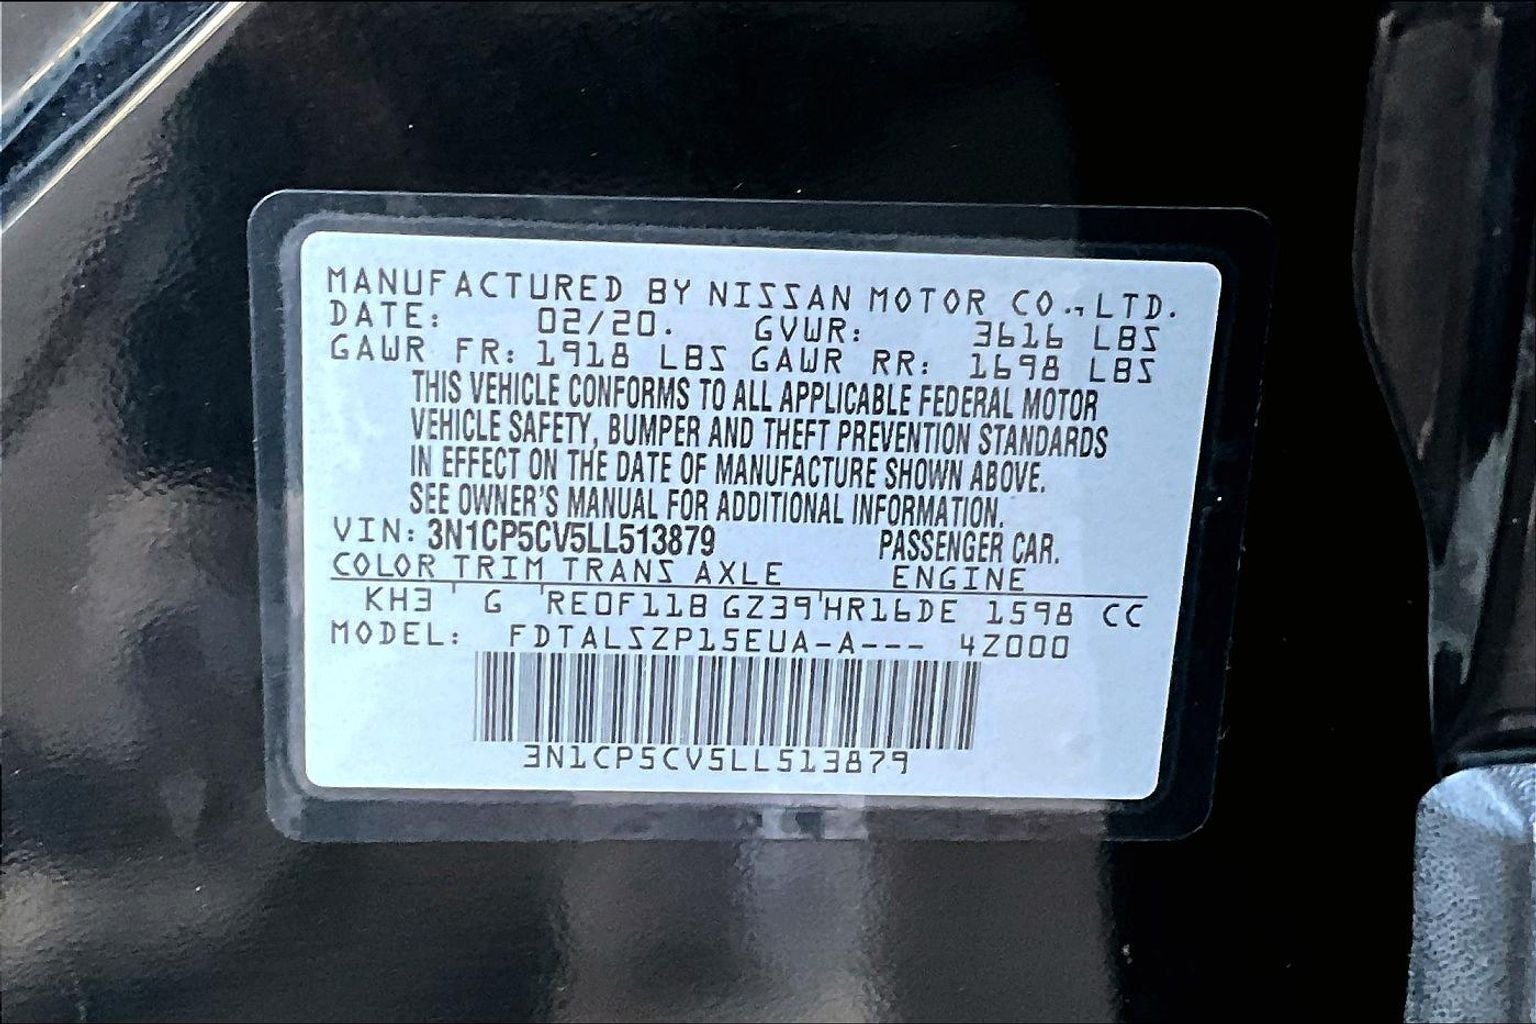 MANUFACTURED BY NISSAN MOTOR CO.,LTD.
DATE: 02/20. GVWR: 3616 LBS
GAWR FR: 1918 LBS GAWR RR: 1698 LBS
THIS VEHICLE CONFORMS TO ALL APPLICABLE FEDERAL MOTOR
VEHICLE SAFETY, BUMPER AND THEFT PREVENTION STANDARDS
IN EFFECT ON THE DATE OF MANUFACTURE SHOWN ABOVE.
SEE OWNER'S MANUAL FOR ADDITIONAL INFORMATION.
VIN: 3N1CP5CV5LL513879 PASSENGER CAR.
COLOR TRIM TRANS AXLE ENGINE
KH3 ' G 'RE0F11B GZ39'HR16DE 1598 CC
MODEL: FDTALSZP15EUA-A--- 4Z000
3N1CP5CV5LL513879